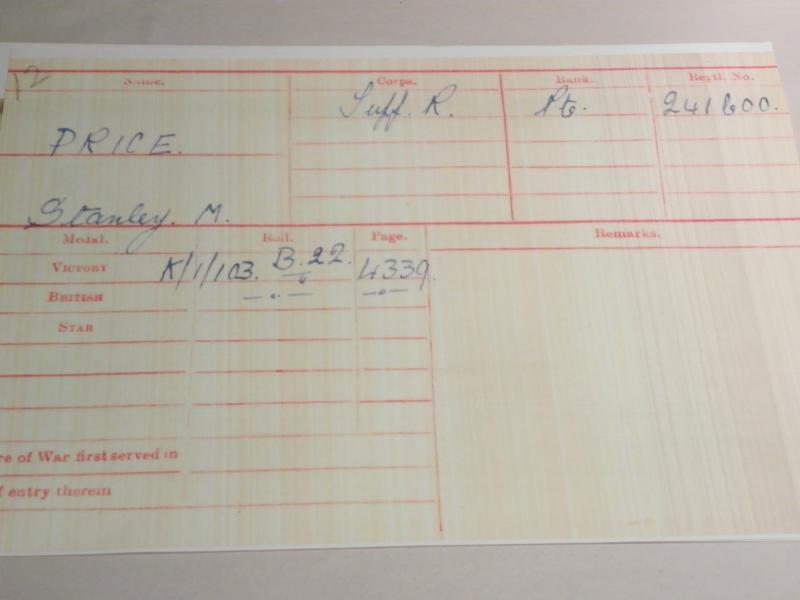 12
Name. Corps. Rank. Regtl. No.
Suff. R. Pte. 241600.
PRICE.
Stanley. M.
Medal. Roll. Page. Remarks.
VICTORY K/1/103. B.22. 4339.
BRITISH —"— —"—
STAR
re of War first served in
f entry therein